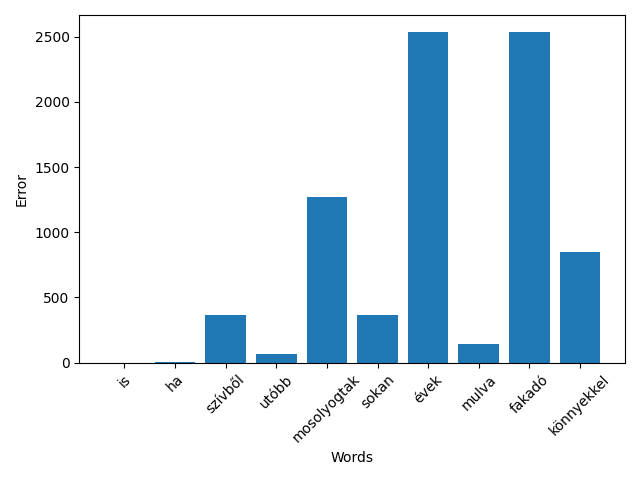 2500
2000
1500
1000
500
0
Error
is
ha
szívből
utóbb
mosolyogtak
sokan
évek
mulva
fakadó
könnyekkel
Words